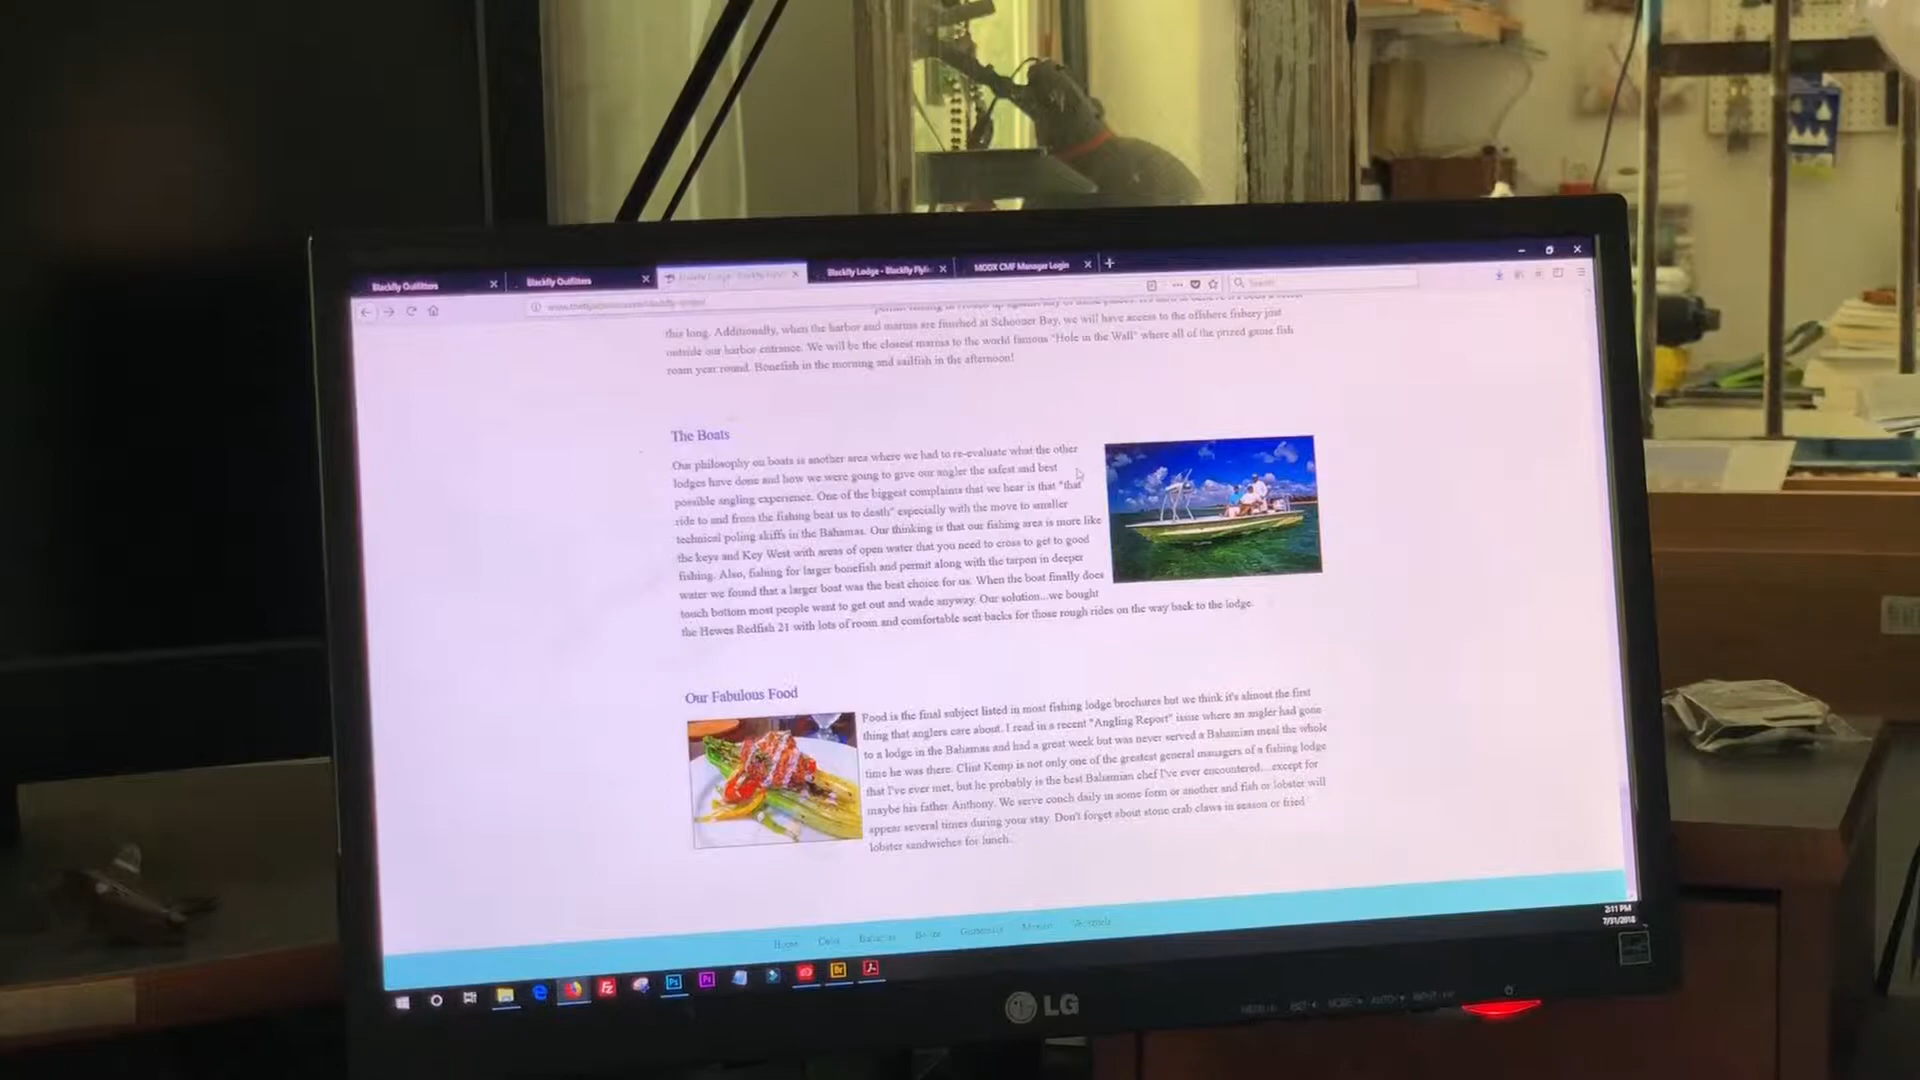 Blackfly Outfitters
Blackfly Outfitters
Blackfly Lodge - Blackfly Flyfi
MODX CMF Manager Login
Search
this long. Additionally, when the harbor and marina are finished at Schooner Bay, we will have access to the offshore fishery just
outside our harbor entrance. We will be the closest marina to the world famous "Hole in the Wall" where all of the prized game fish
roam year round. Bonefish in the morning and sailfish in the afternoon!
The Boats
Our philosophy on boats is another area where we had to re-evaluate what the other
lodges have done and how we were going to give our angler the safest and best
possible angling experience. One of the biggest complaints that we hear is that "that
ride to and from the fishing beat us to death" especially with the move to smaller
technical poling skiffs in the Bahamas. Our thinking is that our fishing area is more like
the keys and Key West with areas of open water that you need to cross to get to good
fishing. Also, fishing for larger bonefish and permit along with the tarpon in deeper
water we found that a larger boat was the best choice for us. When the boat finally does
touch bottom most people want to get out and wade anyway. Our solution...we bought
the Hewes Redfish 21 with lots of room and comfortable seat backs for those rough rides on the way back to the lodge.
Our Fabulous Food
Food is the final subject listed in most fishing lodge brochures but we think it's almost the first
thing that anglers care about. I read in a recent "Angling Report" issue where an angler had gone
to a lodge in the Bahamas and had a great week but was never served a Bahamian meal the whole
time he was there. Clint Kemp is not only one of the greatest general managers of a fishing lodge
that I've ever met, but he probably is the best Bahamian chef I've ever encountered....except for
maybe his father Anthony. We serve conch daily in some form or another and fish or lobster will
appear several times during your stay. Don't forget about stone crab claws in season or fried
lobster sandwiches for lunch.
Home Cuba Bahamas Belize Guatemala Mexico Venezuela
2:11 PM
7/31/2018
Fz Ps Pr Br
LG